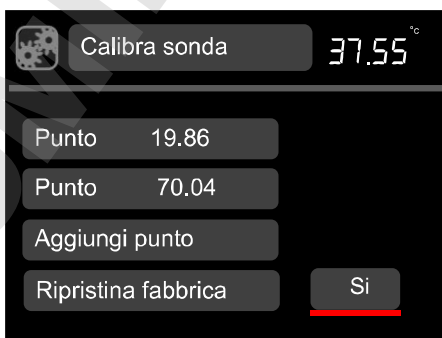 Calibra sonda
37.55 °c
Punto 19.86
Punto 70.04
Aggiungi punto
Ripristina fabbrica
Si